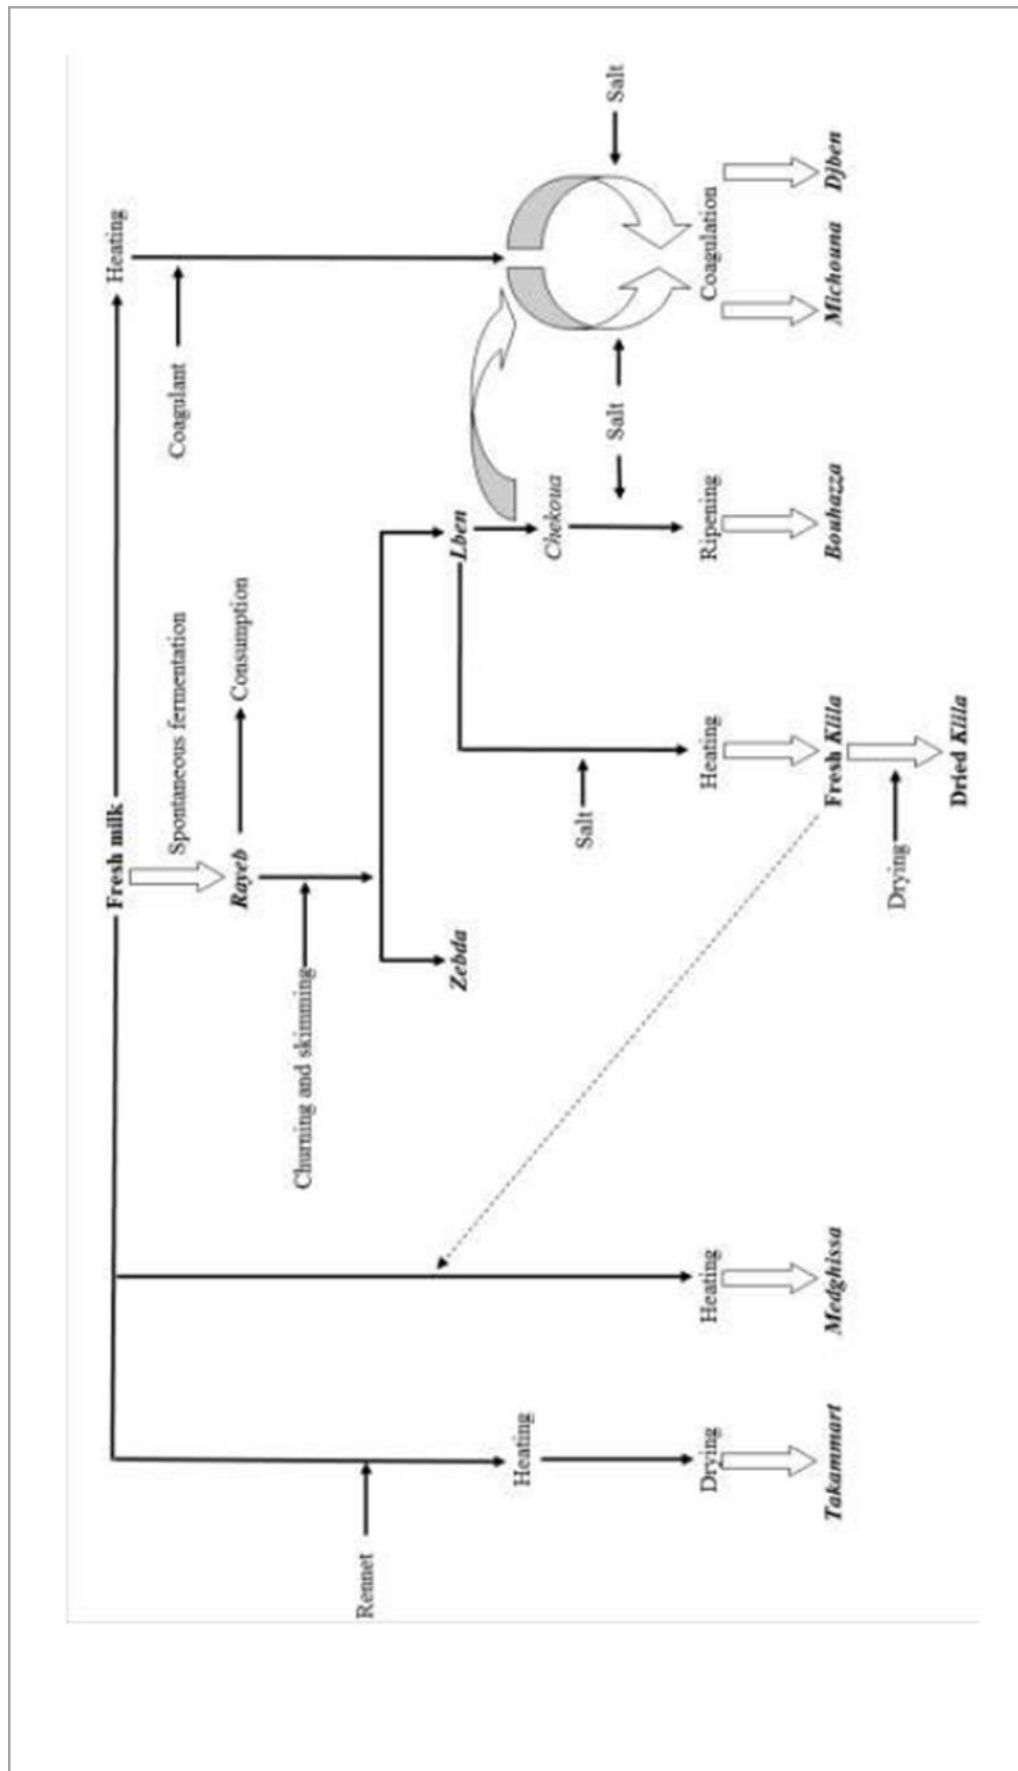 Fresh milk
Heating
Spontaneous fermentation
Coagulant
Rayeb
Consumption
Churning and skimming
Rennet
Zebda
Lben
Heating
Chekoua
Salt
Salt
Salt
Drying
Heating
Heating
Ripening
Coagulation
Takammart
Medghissa
Fresh Klila
Bouhazza
Michouna
Djben
Drying
Dried Klila